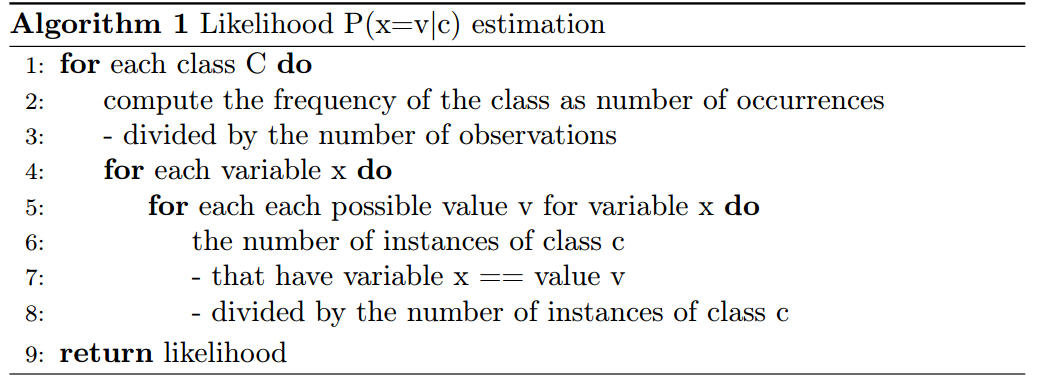 Algorithm 1 Likelihood P(x=v|c) estimation
1: for each class C do
2: compute the frequency of the class as number of occurrences
3: - divided by the number of observations
4: for each variable x do
5: for each each possible value v for variable x do
6: the number of instances of class c
7: - that have variable x == value v
8: - divided by the number of instances of class c
9: return likelihood